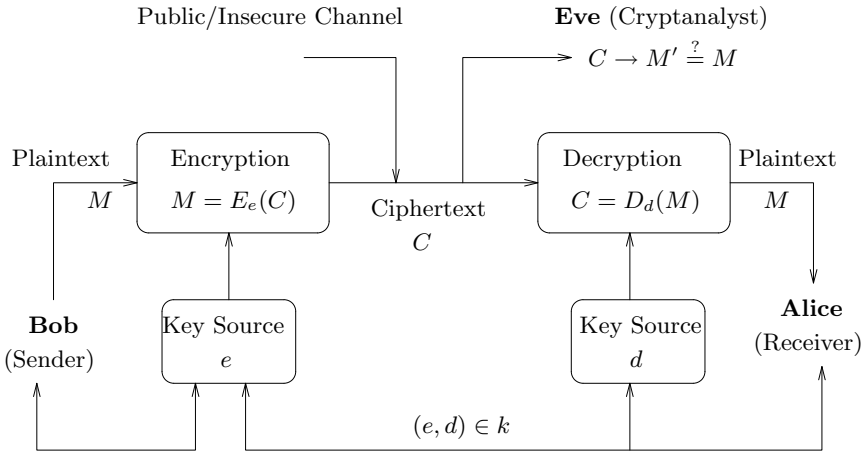 Public/Insecure Channel
Eve (Cryptanalyst)
C → M′ ≟ M
Plaintext
M
Encryption
M = E_e(C)
Ciphertext
C
Decryption
C = D_d(M)
Plaintext
M
Bob
(Sender)
Key Source
e
Key Source
d
Alice
(Receiver)
(e, d) ∈ k